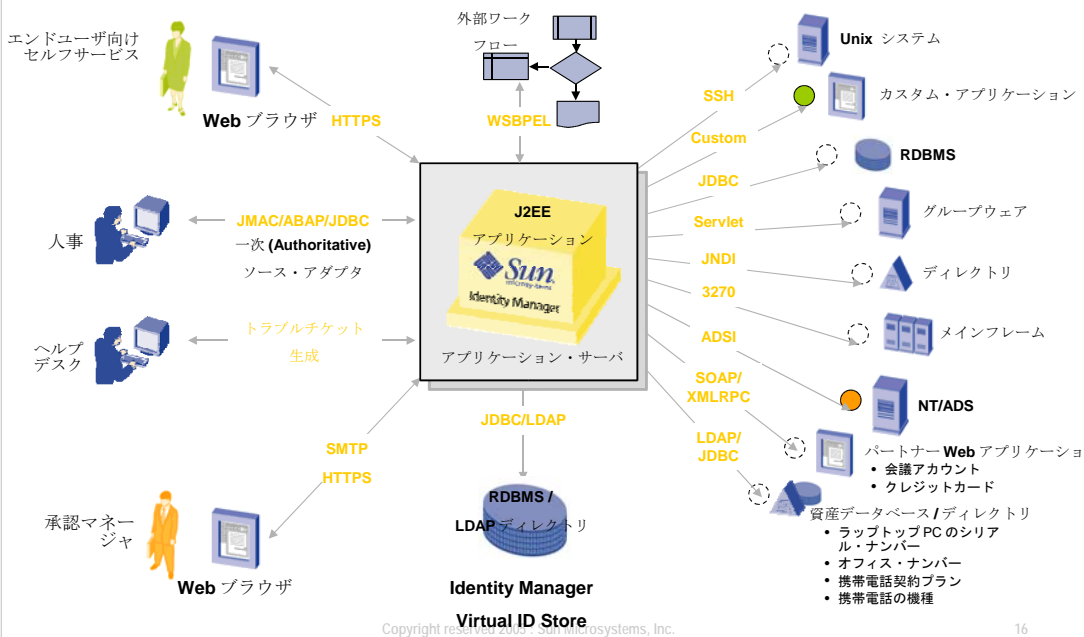 エンドユーザ向け
セルフサービス
Web ブラウザ
HTTPS
外部ワーク
フロー
WSBPEL
人事
JMAC/ABAP/JDBC
一次 (Authoritative)
ソース・アダプタ
ヘルプ
デスク
トラブルチケット
生成
承認マネー
ジャ
Web ブラウザ
SMTP
HTTPS
J2EE
アプリケーション
Sun
microsystems
Identity Manager
アプリケーション・サーバ
JDBC/LDAP
RDBMS /
LDAP ディレクトリ
Identity Manager
Virtual ID Store
SSH
Unix システム
Custom
カスタム・アプリケーション
JDBC
RDBMS
Servlet
グループウェア
JNDI
ディレクトリ
3270
メインフレーム
ADSI
NT/ADS
SOAP/
XMLRPC
パートナー Web アプリケーショ
• 会議アカウント
• クレジットカード
LDAP/
JDBC
資産データベース / ディレクトリ
• ラップトップ PC のシリア
ル・ナンバー
• オフィス・ナンバー
• 携帯電話契約プラン
• 携帯電話の機種
Copyright reserved 2005 . Sun Microsystems, Inc.
16